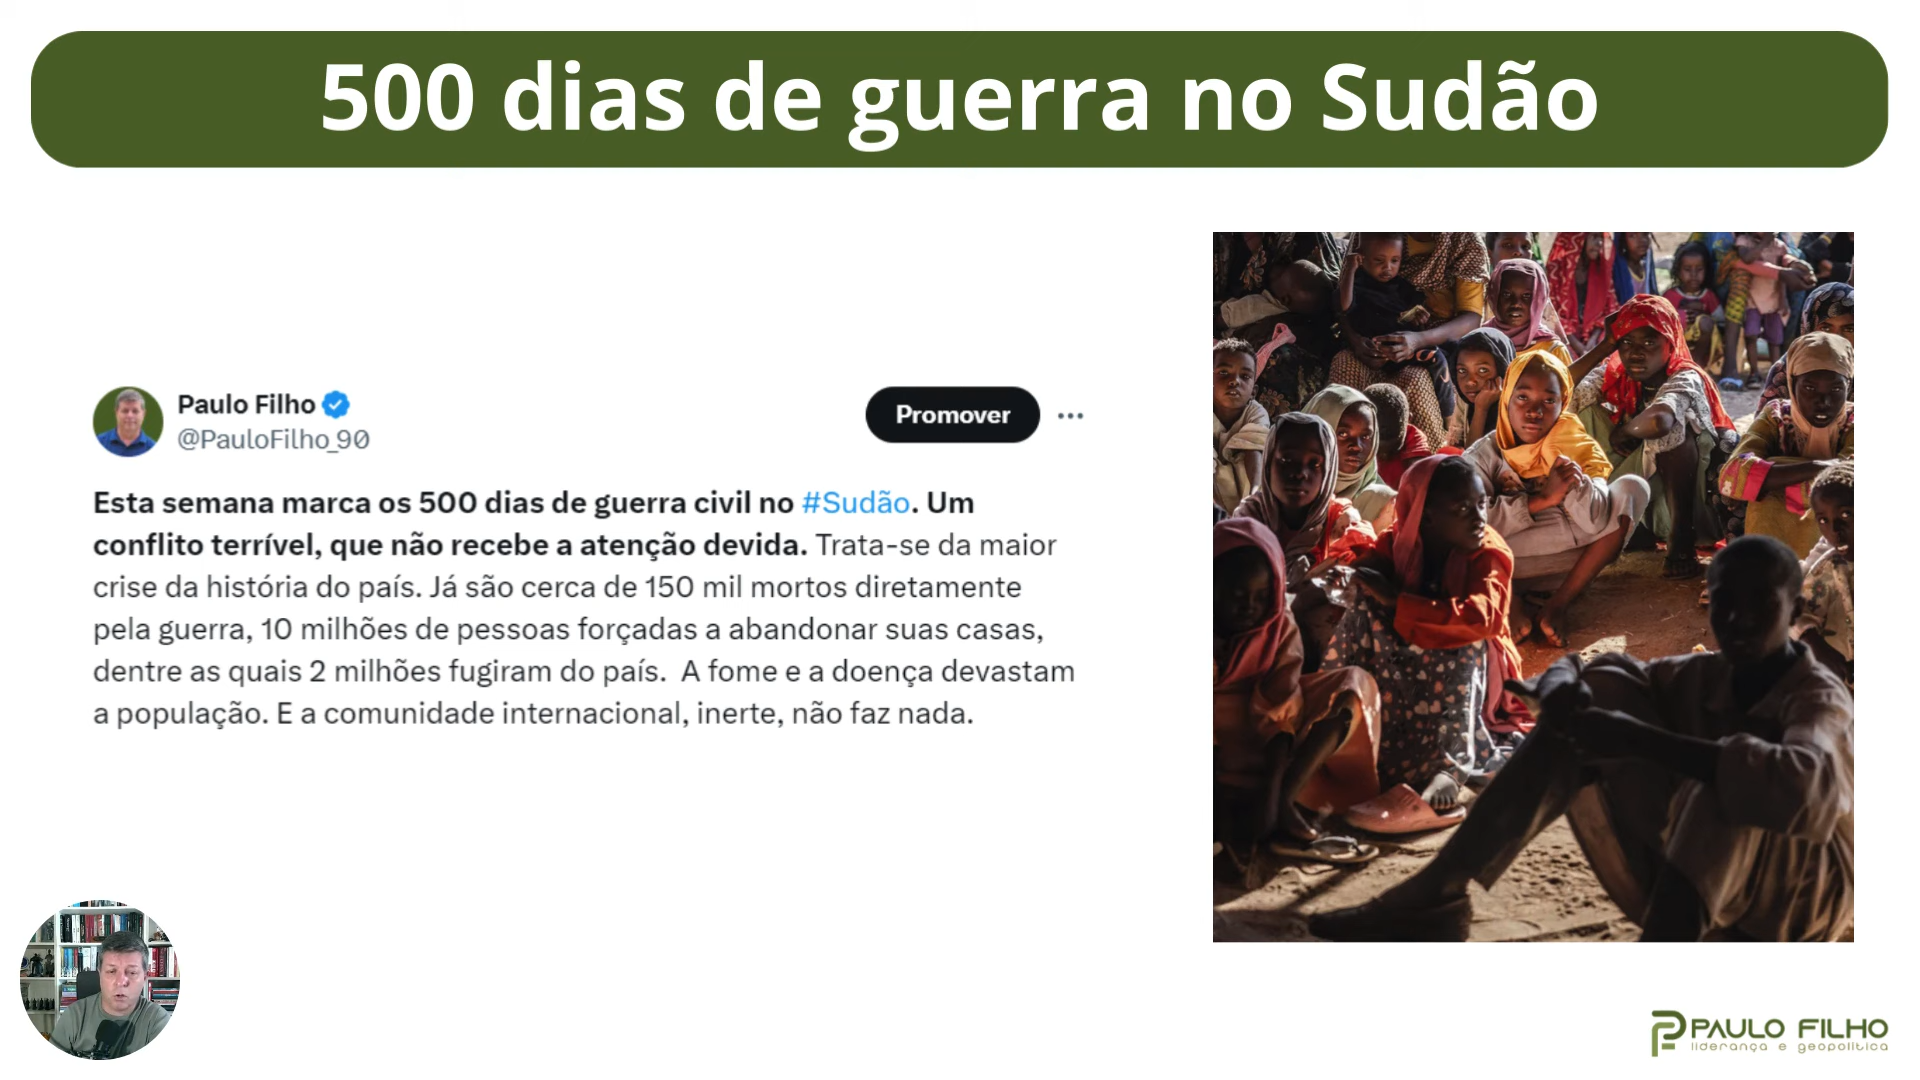 500 dias de guerra no Sudão
Paulo Filho
@PauloFilho_90
Promover
Esta semana marca os 500 dias de guerra civil no #Sudão. Um
conflito terrível, que não recebe a atenção devida. Trata-se da maior
crise da história do país. Já são cerca de 150 mil mortos diretamente
pela guerra, 10 milhões de pessoas forçadas a abandonar suas casas,
dentre as quais 2 milhões fugiram do país.  A fome e a doença devastam
a população. E a comunidade internacional, inerte, não faz nada.
PAULO FILHO
liderança e geopolítica